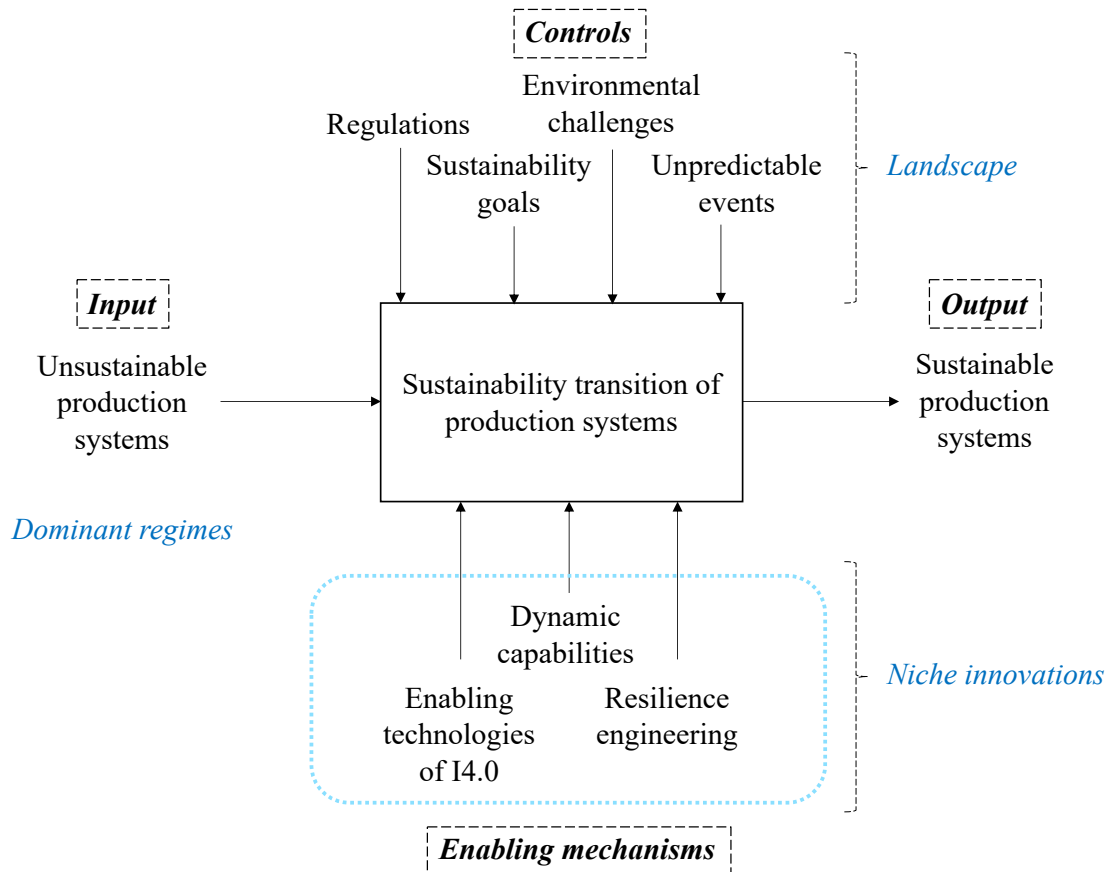 Controls
Environmental
challenges
Regulations
Sustainability
goals
Unpredictable
events
Landscape
Input
Unsustainable
production
systems
Sustainability transition of
production systems
Output
Sustainable
production
systems
Dominant regimes
Dynamic
capabilities
Enabling
technologies
of I4.0
Resilience
engineering
Niche innovations
Enabling mechanisms